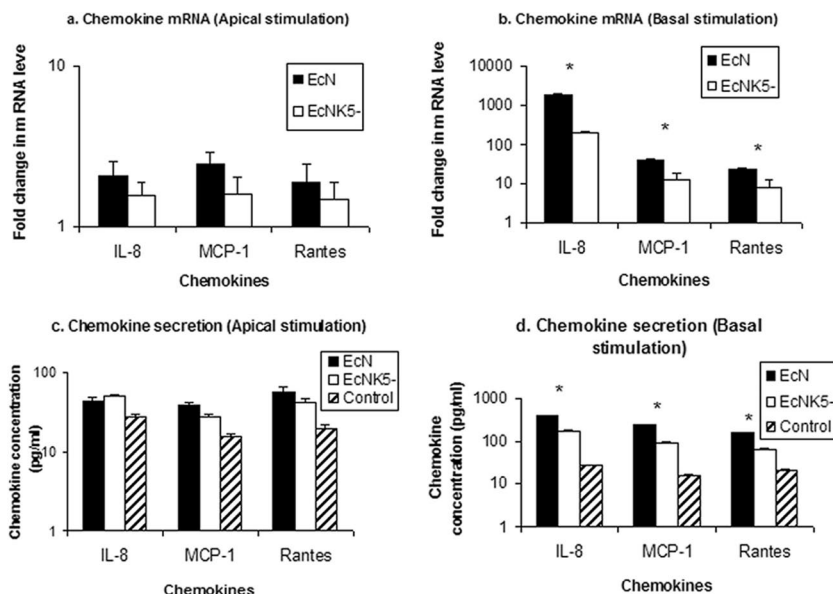 a. Chemokine mRNA (Apical stimulation)
10
1
Fold change in m RNA leve
EcN
EcNK5-
IL-8 MCP-1 Rantes
Chemokines
b. Chemokine mRNA (Basal stimulation)
10000
1000
100
10
1
Fold change in m RNA level
EcN
EcNK5-
* * *
IL-8 MCP-1 Rantes
Chemokines
c. Chemokine secretion (Apical stimulation)
100
10
1
Chemokine concentration
(pg/ml)
EcN
EcNK5-
Control
IL-8 MCP-1 Rantes
Chemokines
d. Chemokine secretion (Basal
stimulation)
1000
100
10
1
Chemokine
concentration (pg/ml)
EcN
EcNK5-
Control
* * *
IL-8 MCP-1 Rantes
Chemokines